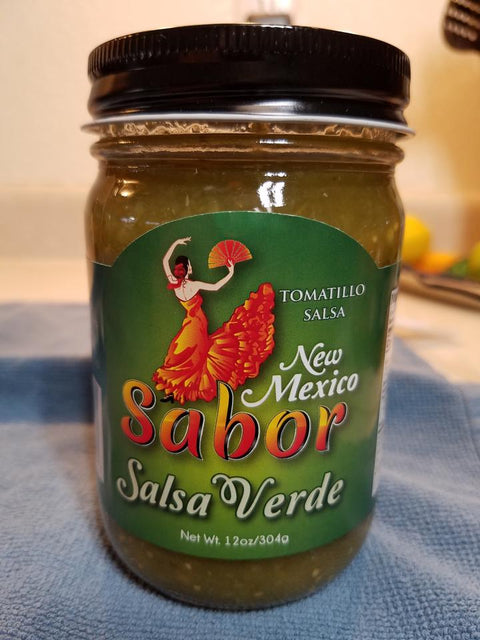 TOMATILLO
SALSA
New
Mexico
Sabor
Salsa Verde
Net Wt. 12oz/304g